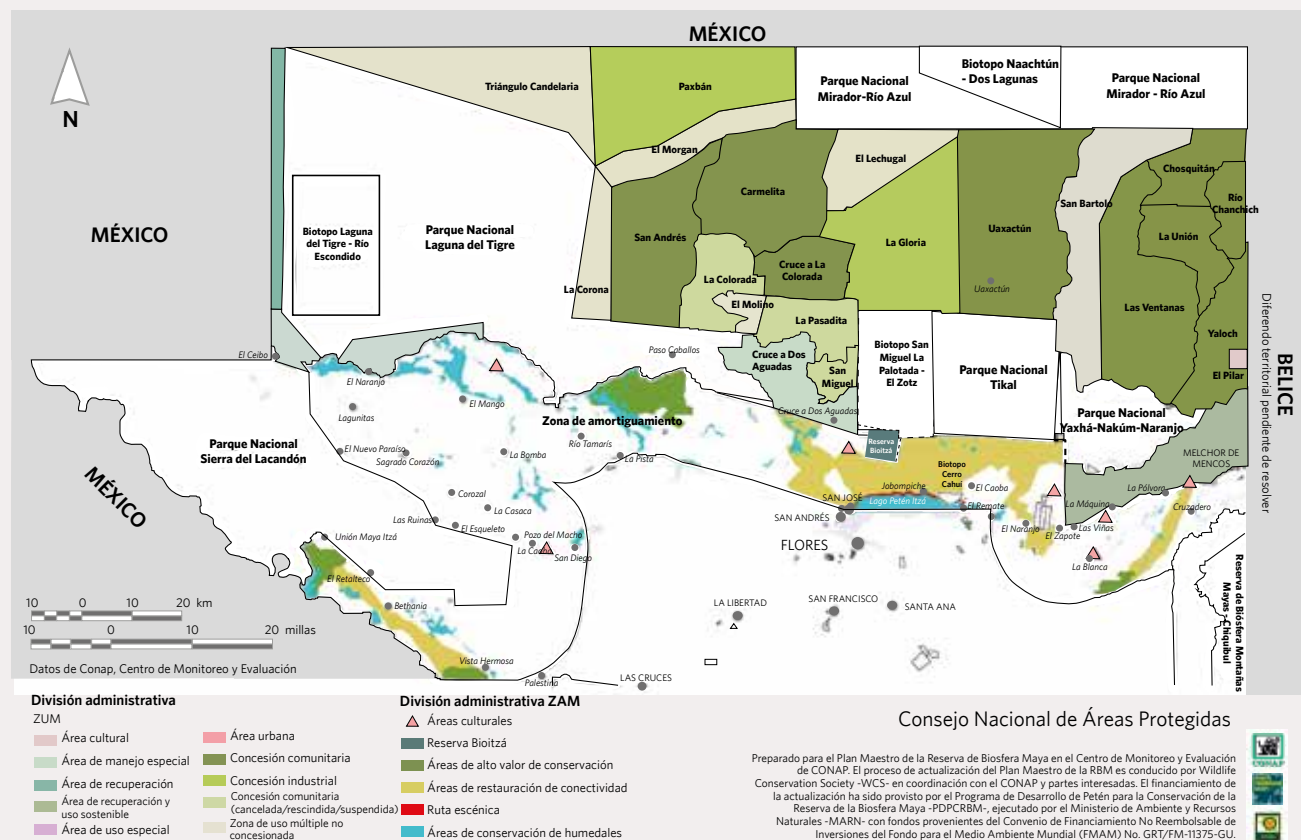 MÉXICO
N
Triángulo Candelaria
Paxbán
Parque Nacional
Mirador-Río Azul
Biotopo Naachtún
- Dos Lagunas
Parque Nacional
Mirador - Río Azul
El Morgan
El Lechugal
Carmelita
Chosquitán
Río
Chanchich
San Bartolo
MÉXICO
Biotopo Laguna
del Tigre - Río
Escondido
Parque Nacional
Laguna del Tigre
San Andrés
La Gloria
Uaxactún
La Unión
Cruce a La
Colorada
La Colorada
La Corona
El Molino
Uaxactún
Las Ventanas
La Pasadita
Yaloch
El Ceibo
Paso Caballos
Cruce a Dos
Aguadas
San
Miguel
Biotopo San
Miguel La
Palotada -
El Zotz
Parque Nacional
Tikal
El Pilar
El Naranjo
Lagunitas
El Mango
Zona de amortiguamiento
Cruce a Dos Aguadas
Parque Nacional
Yaxhá-Nakúm-Naranjo
BELICE
Diferendo territorial pendiente de resolver
Parque Nacional
Sierra del Lacandón
El Nuevo Paraíso
Sagrado Corazón
La Bomba
Río Tamarís
La Pista
Reserva
Bioitzá
Biotopo
Cerro
Cahuí
MELCHOR DE
MENCOS
MÉXICO
Corozal
La Casaca
Las Ruinas
El Esqueleto
Pozo del Macho
San Diego
Unión Maya Itzá
El Retalteco
Bethania
Vista Hermosa
Palestina
LAS CRUCES
SAN JOSÉ
Jobompiche
Lago Petén Itzá
El Caoba
El Remate
SAN ANDRÉS
FLORES
El Naranjo
El Zapote
La Máquina
Las Viñas
La Pólvora
Cruzadero
La Blanca
LA LIBERTAD
SAN FRANCISCO
SANTA ANA
Reserva de Biósfera Montañas
Mayas - Chiquibul
10 0 10 20 km
10 0 10 20 millas
Datos de Conap, Centro de Monitoreo y Evaluación
División administrativa
ZUM
Área cultural
Área de manejo especial
Área de recuperación
Área de recuperación y
uso sostenible
Área de uso especial
Área urbana
Concesión comunitaria
Concesión industrial
Concesión comunitaria
(cancelada/rescindida/suspendida)
Zona de uso múltiple no
concesionada
División administrativa ZAM
Áreas culturales
Reserva Bioitzá
Áreas de alto valor de conservación
Áreas de restauración de conectividad
Ruta escénica
Áreas de conservación de humedales
Consejo Nacional de Áreas Protegidas
Preparado para el Plan Maestro de la Reserva de Biosfera Maya en el Centro de Monitoreo y Evaluación
de CONAP. El proceso de actualización del Plan Maestro de la RBM es conducido por Wildlife
Conservation Society -WCS- en coordinación con el CONAP y partes interesadas. El financiamiento de
la actualización ha sido provisto por el Programa de Desarrollo de Petén para la Conservación de la
Reserva de la Biosfera Maya -PDPCRBM-, ejecutado por el Ministerio de Ambiente y Recursos
Naturales -MARN- con fondos provenientes del Convenio de Financiamiento No Reembolsable de
Inversiones del Fondo para el Medio Ambiente Mundial (FMAM) No. GRT/FM-11375-GU.
CONAP